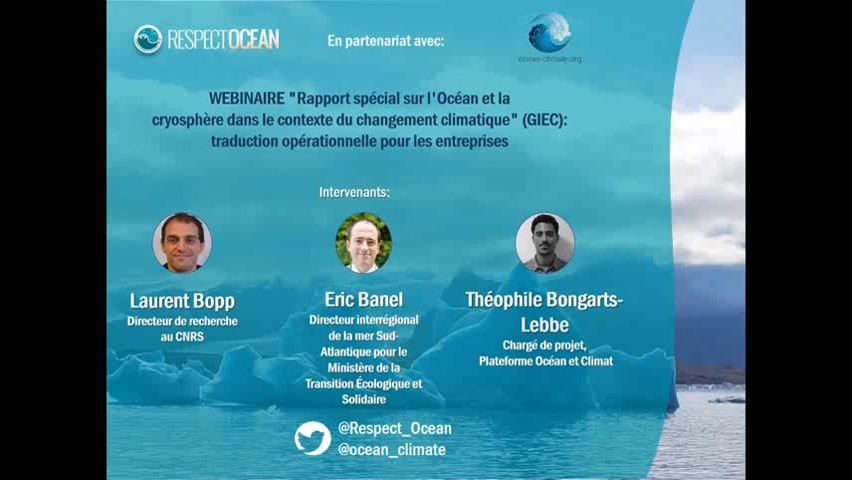 RESPECTOCEAN
En partenariat avec:
ocean-climate.org
WEBINAIRE "Rapport spécial sur l'Océan et la
cryosphère dans le contexte du changement climatique" (GIEC):
traduction opérationnelle pour les entreprises
Intervenants:
Laurent Bopp
Directeur de recherche
au CNRS
Eric Banel
Directeur interrégional
de la mer Sud-
Atlantique pour le
Ministère de la
Transition Écologique et
Solidaire
Théophile Bongarts-
Lebbe
Chargé de projet,
Plateforme Océan et Climat
@Respect_Ocean
@ocean_climate